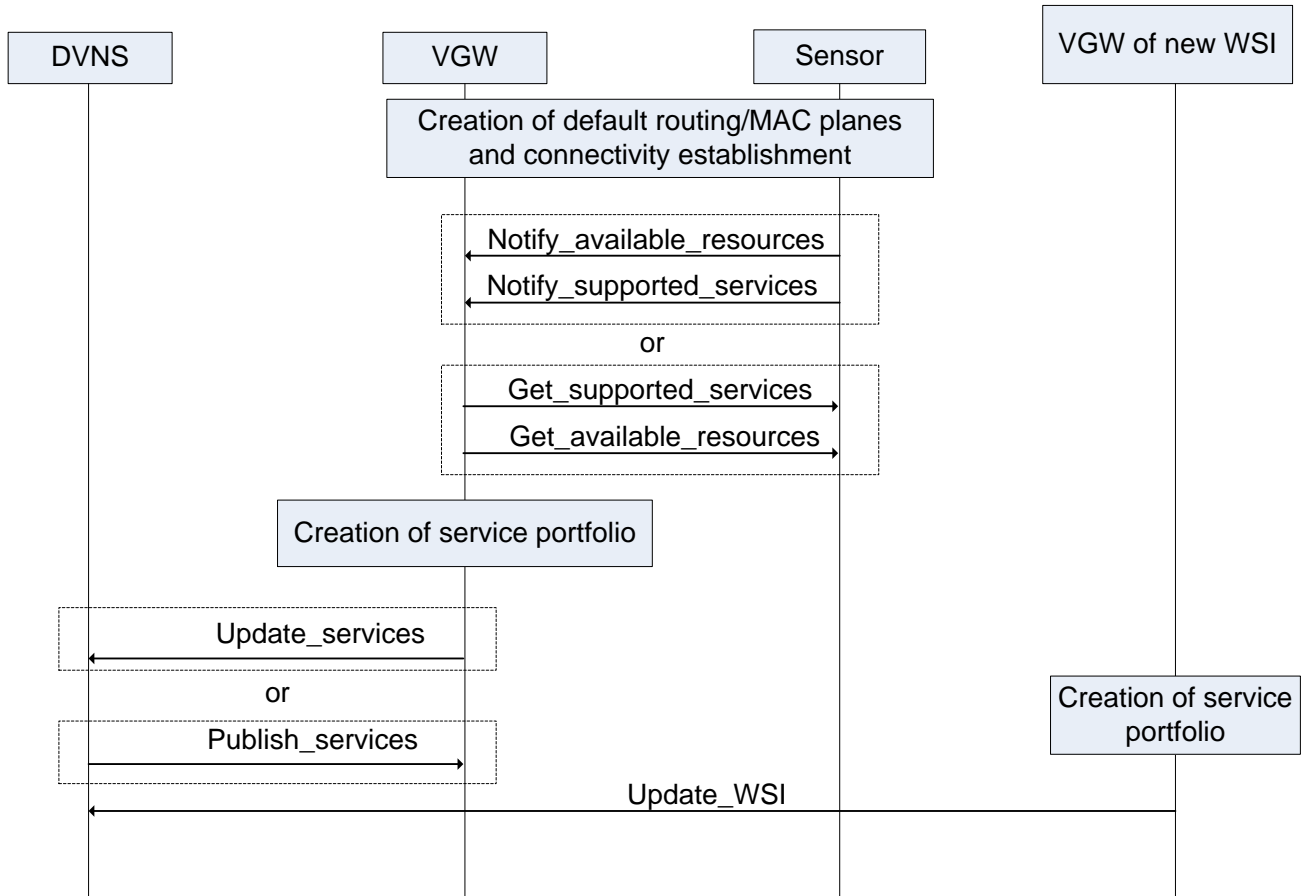 DVNS
VGW
Sensor
VGW of new WSI
Creation of default routing/MAC planes
and connectivity establishment
Notify_available_resources
Notify_supported_services
or
Get_supported_services
Get_available_resources
Creation of service portfolio
Update_services
or
Publish_services
Creation of service
portfolio
Update_WSI